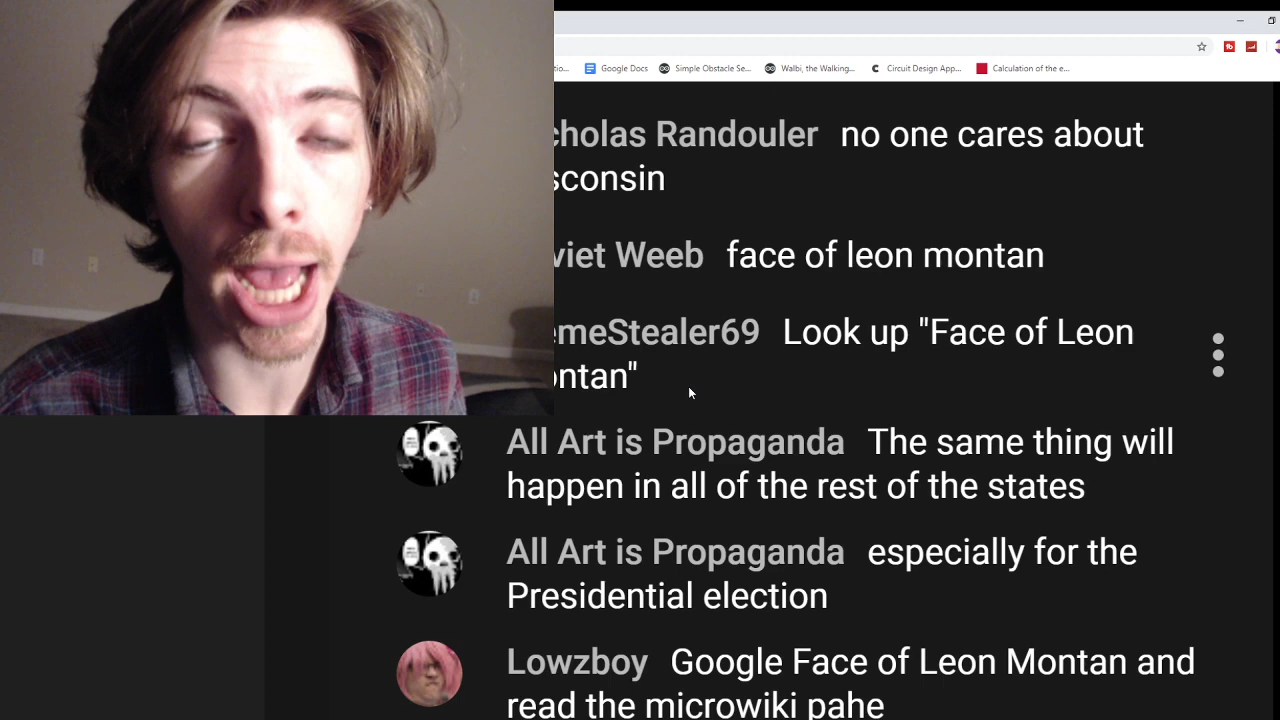 tio... Google Docs Simple Obstacle Se... Walbi, the Walking... Circuit Design App... Calculation of the e...
cholas Randouler no one cares about
sconsin
viet Weeb face of leon montan
emeStealer69 Look up "Face of Leon
ontan"
All Art is Propaganda The same thing will
happen in all of the rest of the states
All Art is Propaganda especially for the
Presidential election
Lowzboy Google Face of Leon Montan and
read the microwiki pahe